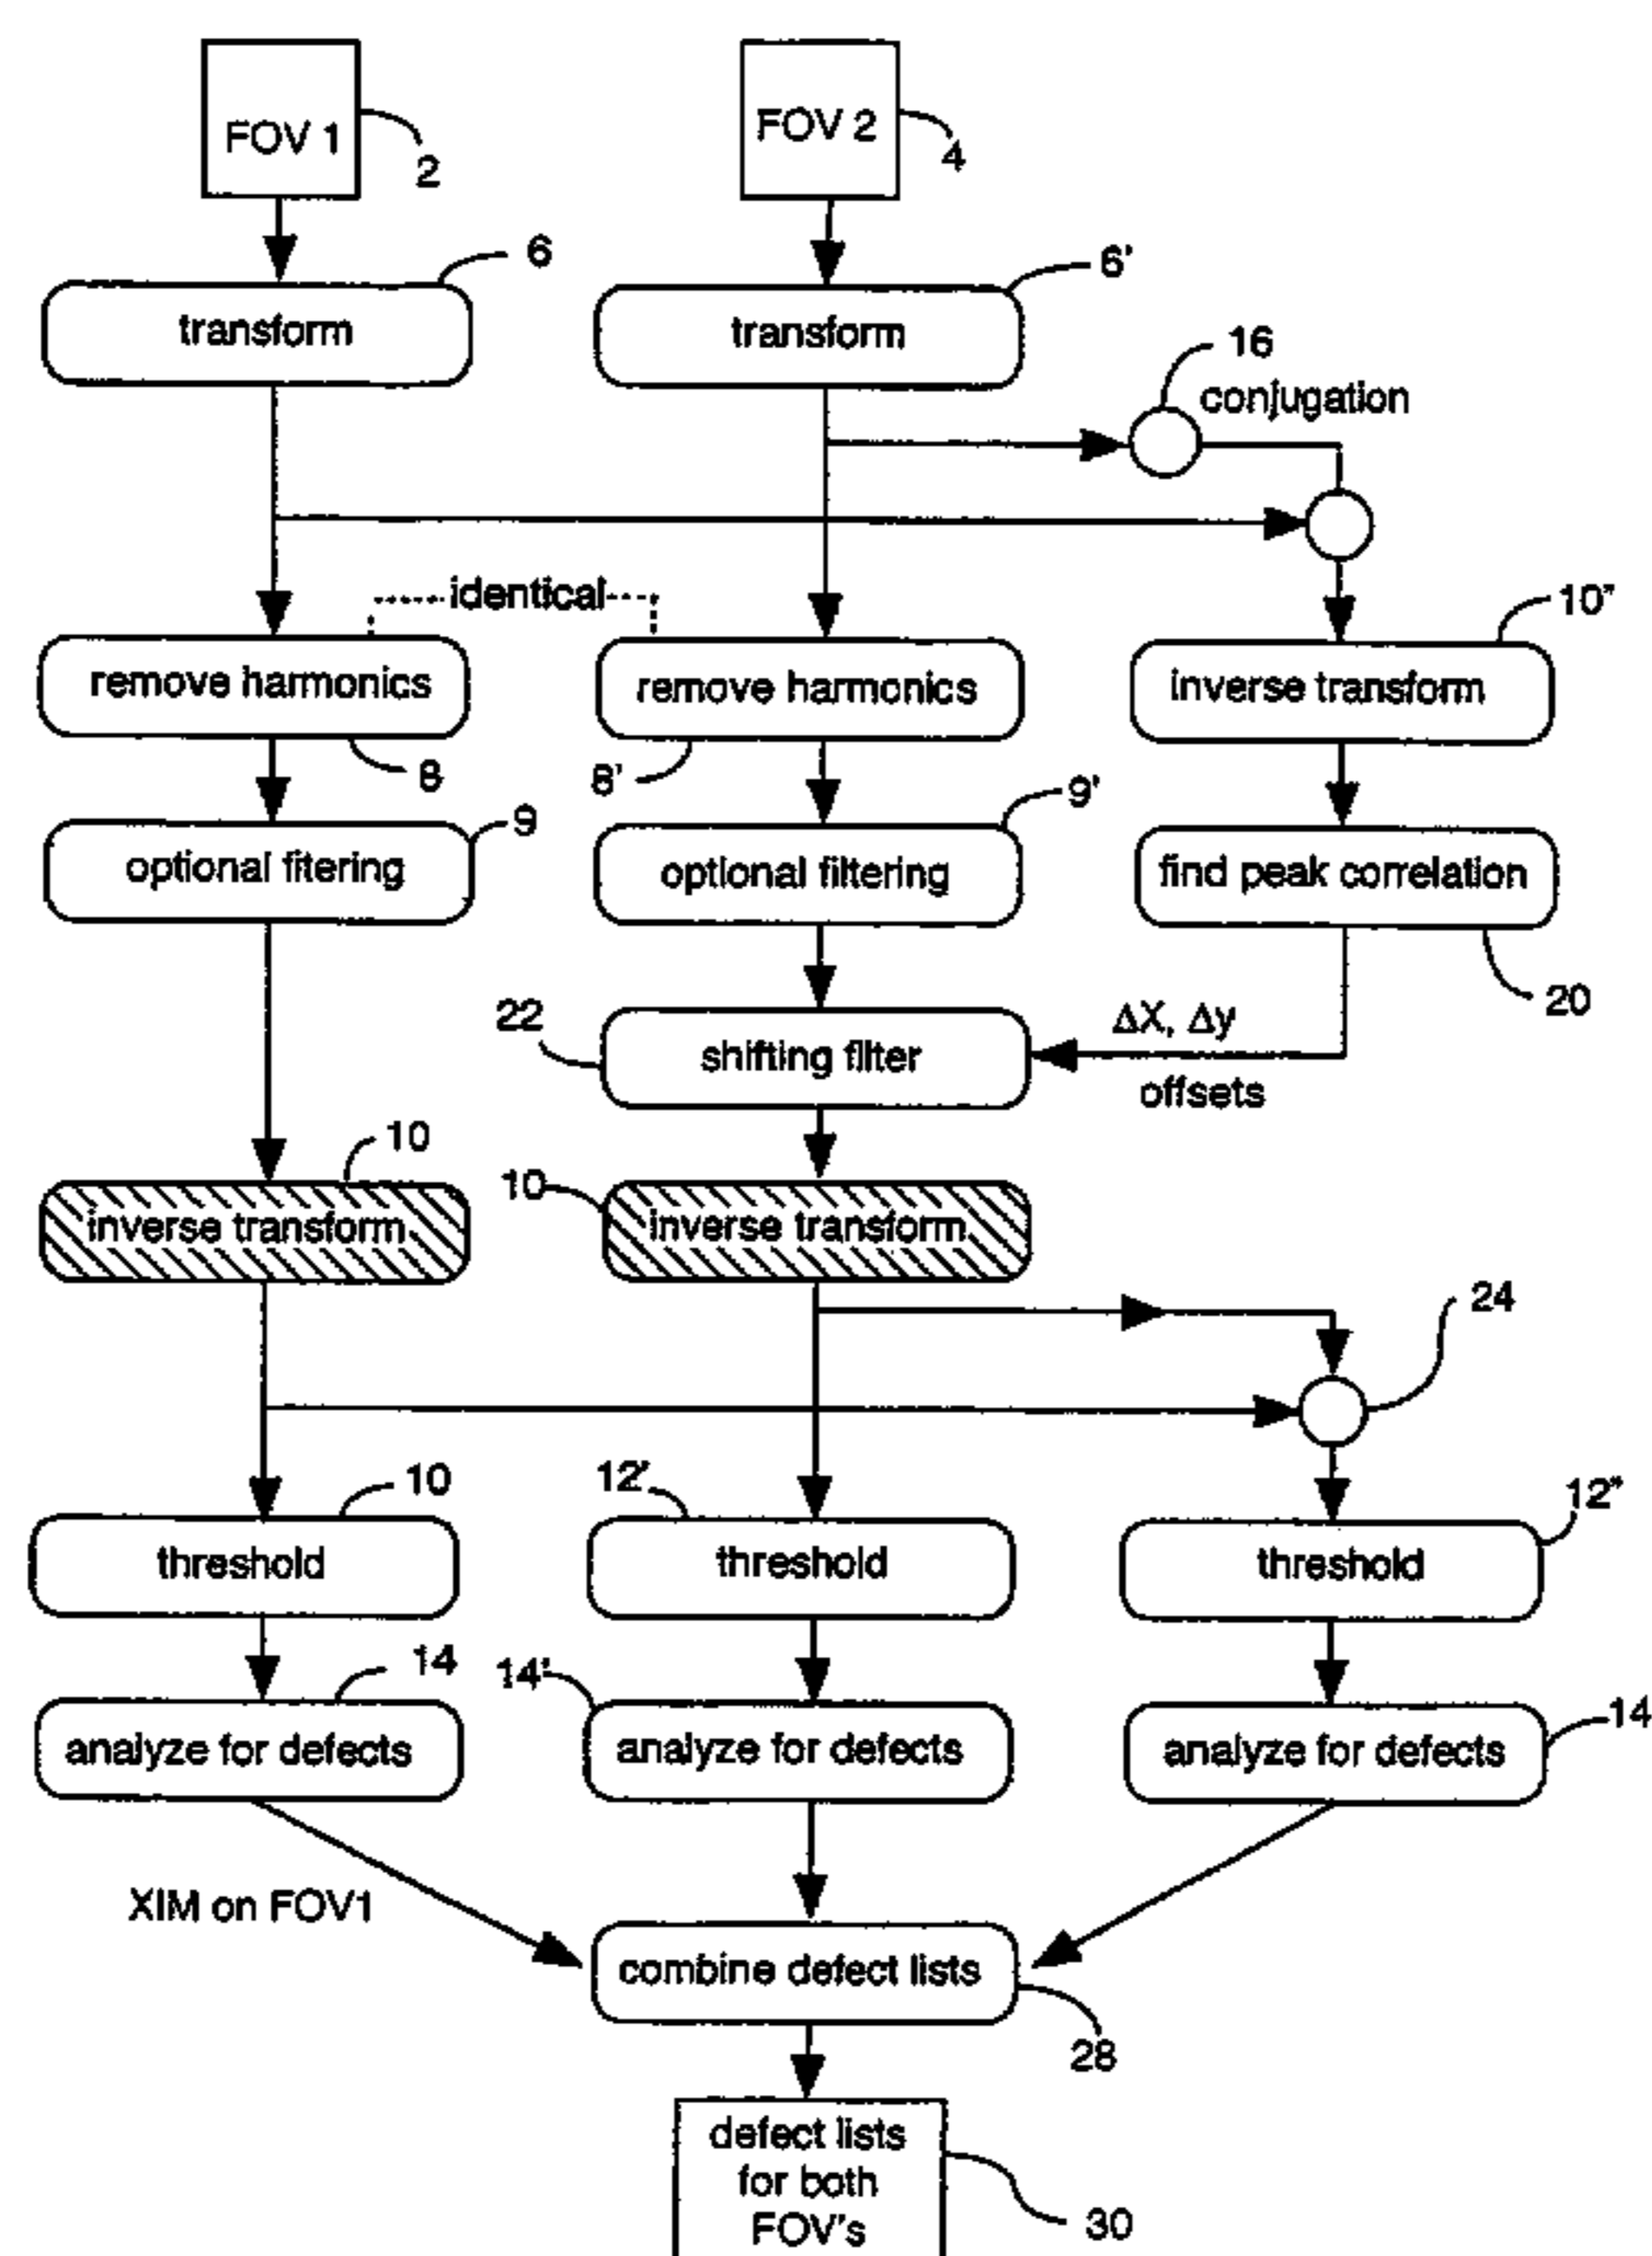 FOV 1
2
FOV 2
4
6
6'
transform
transform
16
conjugation
identical
10"
remove harmonics
remove harmonics
inverse transform
8
8'
9
9'
optional fitering
optional filtering
find peak correlation
20
22
shifting filter
ΔX, Δy
offsets
10
10
inverse transform
inverse transform
24
10
12'
12"
threshold
threshold
threshold
14
14'
14
analyze for defects
analyze for defects
analyze for defects
XIM on FOV1
combine defect lists
28
defect lists
for both
FOV"s
30